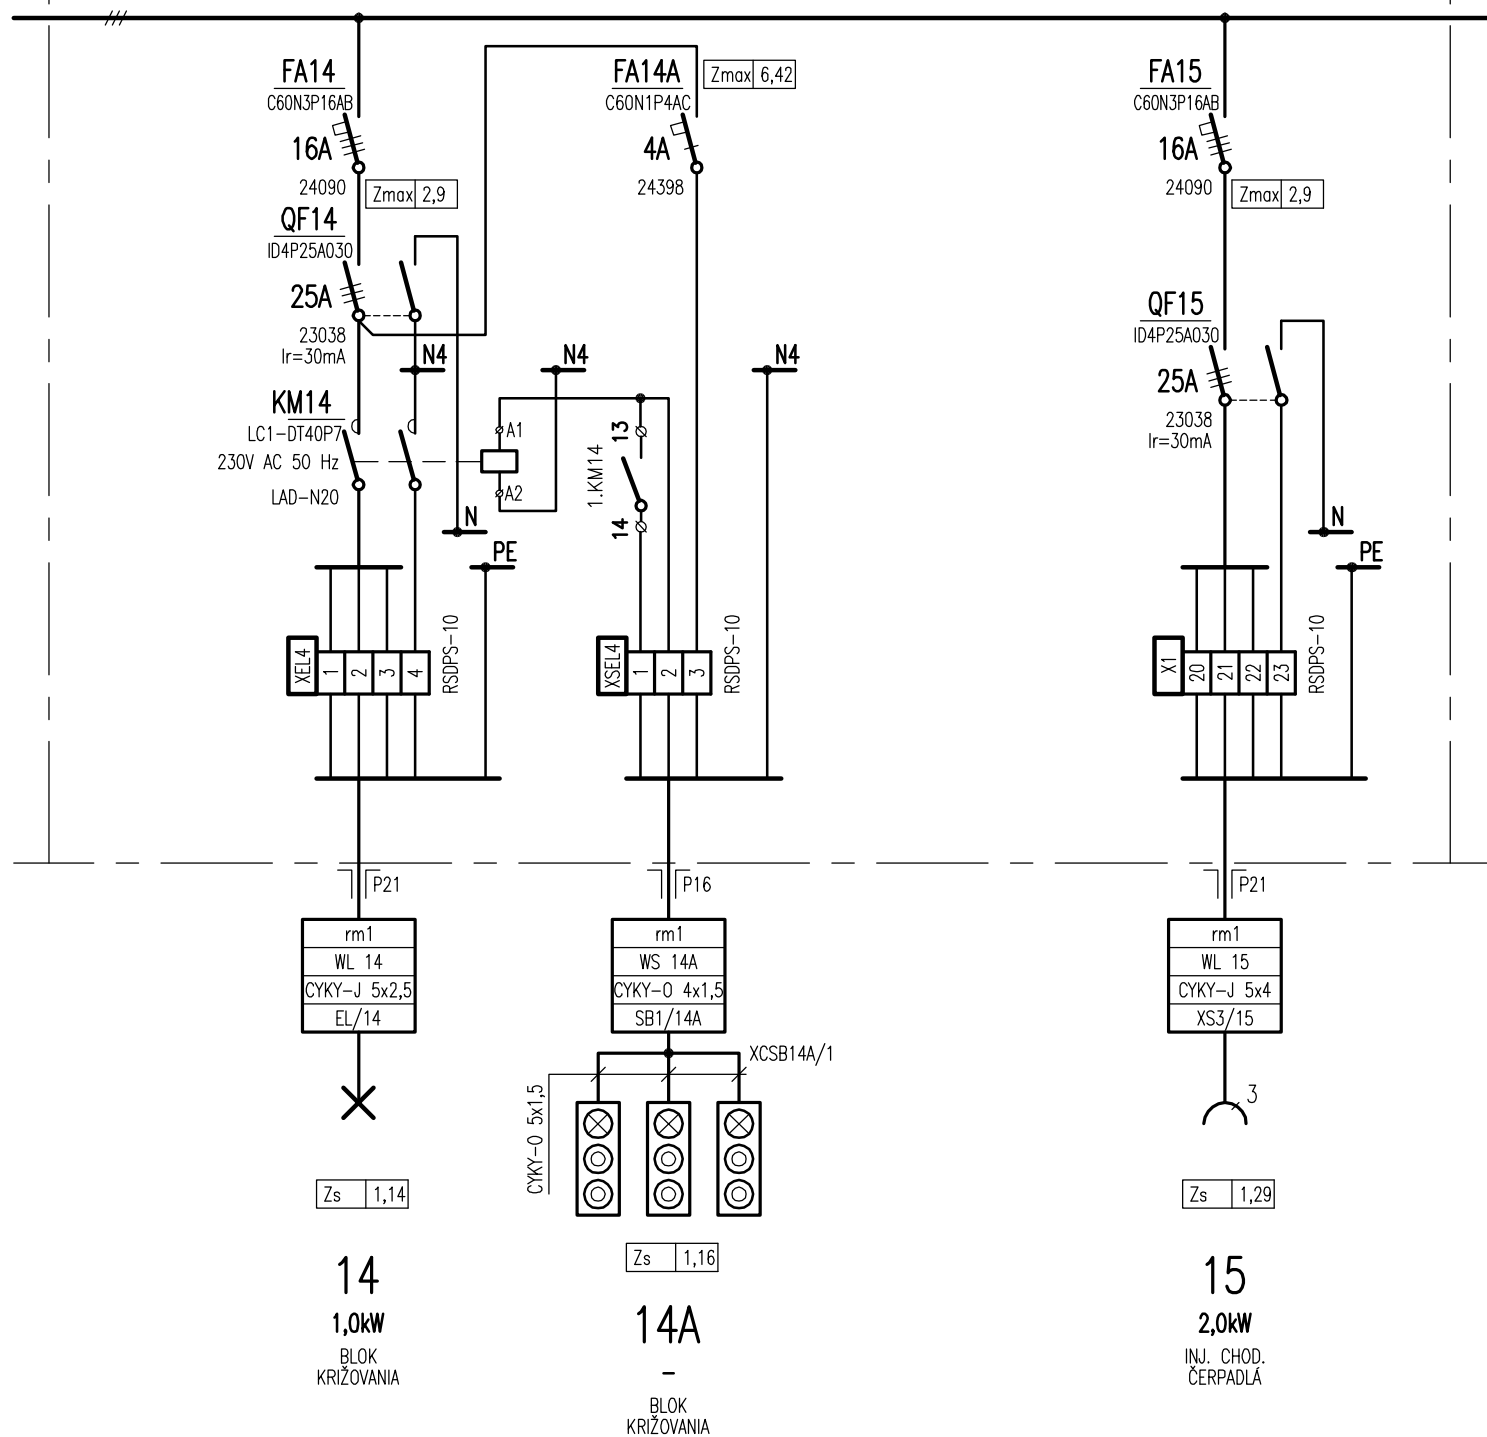 FA14
C60N3P16AB
16A
24090
Zmax 2,9
QF14
ID4P25A030
25A
23038
Ir=30mA
N4
KM14
LC1-DT40P7
230V AC 50 Hz
LAD-N20
A1
A2
N4
N
PE
XEL4
1
2
3
4
RSDPS-10
P21
rm1
WL 14
CYKY-J 5x2,5
EL/14
Zs 1,14
14
1,0kW
BLOK
KRIŽOVANIA
FA14A
C60N1P4AC
Zmax 6,42
4A
24398
N4
13
1.KM14
14
XSEL4
1
2
3
RSDPS-10
P16
rm1
WS 14A
CYKY-O 4x1,5
SB1/14A
XCSB14A/1
CYKY-O 5x1,5
Zs 1,16
14A
-
BLOK
KRIŽOVANIA
FA15
C60N3P16AB
16A
24090
Zmax 2,9
QF15
ID4P25A030
25A
23038
Ir=30mA
N
PE
X1
20
21
22
23
RSDPS-10
P21
rm1
WL 15
CYKY-J 5x4
XS3/15
3
Zs 1,29
15
2,0kW
INJ. CHOD.
ČERPADLÁ